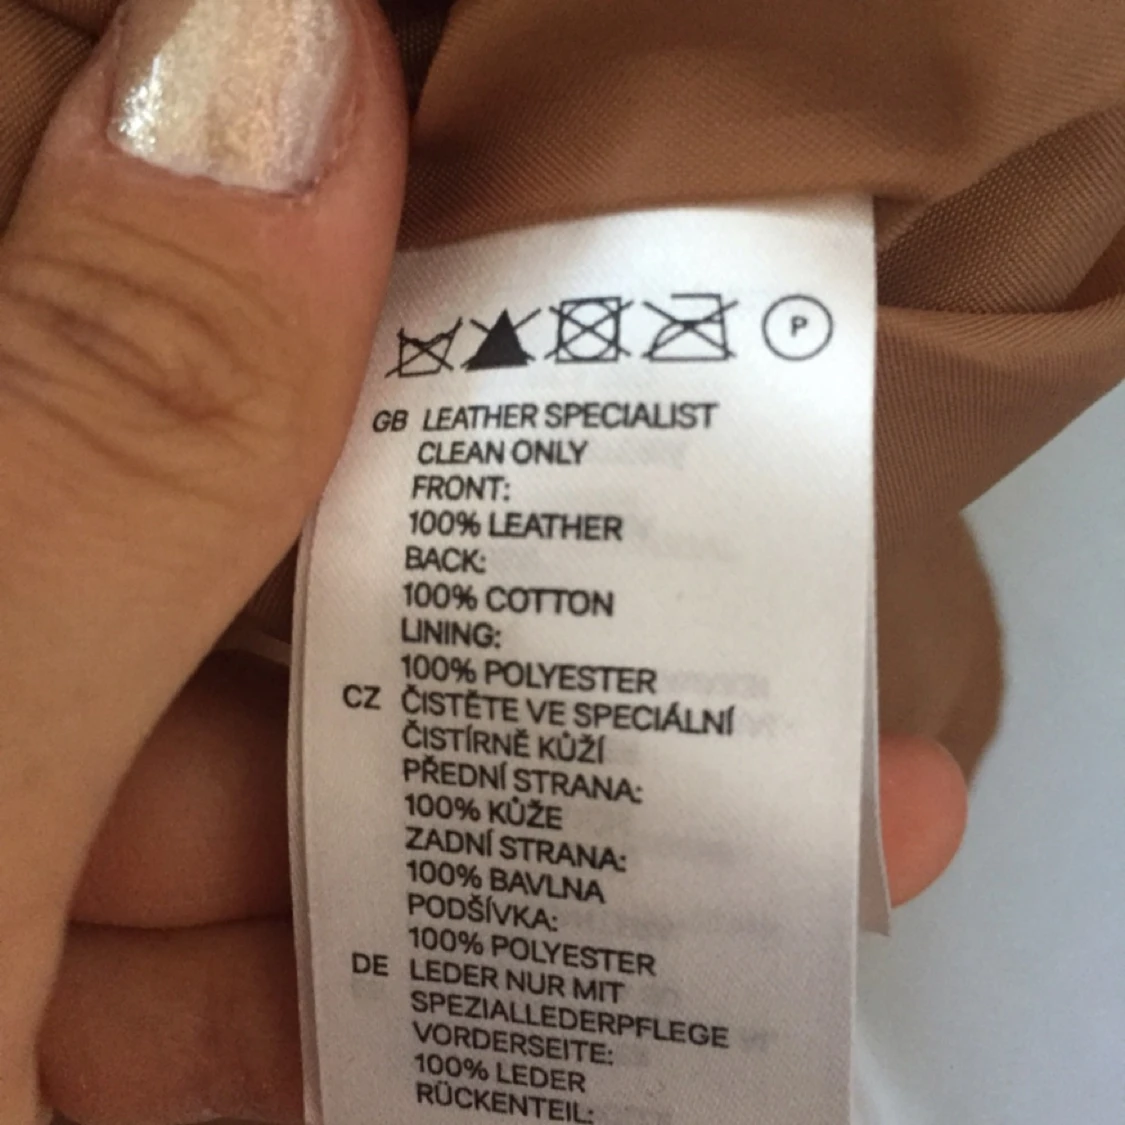 P
GB LEATHER SPECIALIST
CLEAN ONLY
FRONT:
100% LEATHER
BACK:
100% COTTON
LINING:
100% POLYESTER
CZ ČISTĚTE VE SPECIÁLNÍ
ČISTÍRNĚ KŮŽÍ
PŘEDNÍ STRANA:
100% KŮŽE
ZADNÍ STRANA:
100% BAVLNA
PODŠÍVKA:
100% POLYESTER
DE LEDER NUR MIT
SPEZIALLEDERPFLEGE
VORDERSEITE:
100% LEDER
RÜCKENTEIL: